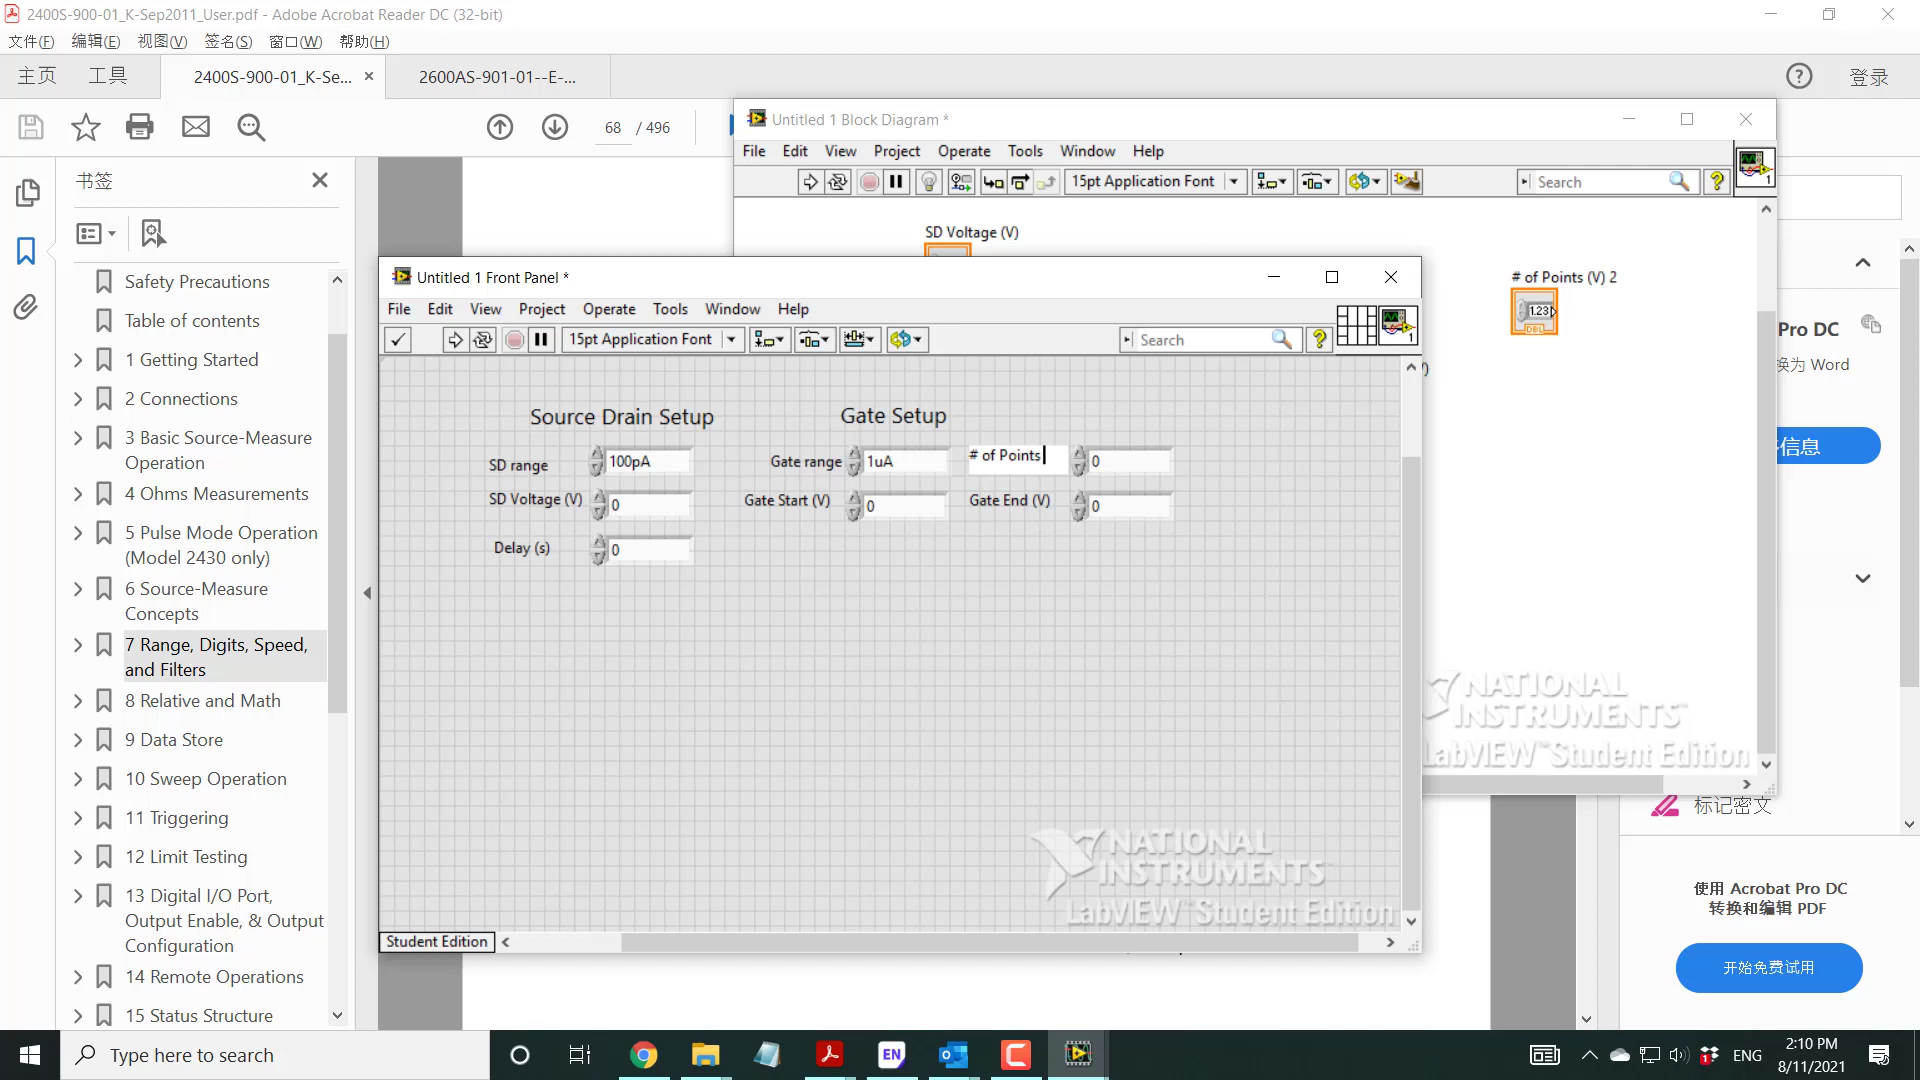 2400S-900-01_K-Sep2011_User.pdf - Adobe Acrobat Reader DC (32-bit)
文件(F) 编辑(E) 视图(V) 签名(S) 窗口(W) 帮助(H)
主页 工具 2400S-900-01_K-Se... × 2600AS-901-01--E-... ? 登录
68 / 496
书签
Safety Precautions
Table of contents
1 Getting Started
2 Connections
3 Basic Source-Measure
Operation
4 Ohms Measurements
5 Pulse Mode Operation
(Model 2430 only)
6 Source-Measure
Concepts
7 Range, Digits, Speed,
and Filters
8 Relative and Math
9 Data Store
10 Sweep Operation
11 Triggering
12 Limit Testing
13 Digital I/O Port,
Output Enable, & Output
Configuration
14 Remote Operations
15 Status Structure
Untitled 1 Block Diagram *
File Edit View Project Operate Tools Window Help
15pt Application Font Search ? 1
SD Voltage (V)
# of Points (V) 2
1.23
DBL
Untitled 1 Front Panel *
File Edit View Project Operate Tools Window Help
15pt Application Font Search ? 1
Source Drain Setup Gate Setup
SD range 100pA Gate range 1uA # of Points 0
SD Voltage (V) 0 Gate Start (V) 0 Gate End (V) 0
Delay (s) 0
NATIONAL
INSTRUMENTS™
LabVIEW™ Student Edition
Student Edition
NATIONAL
INSTRUMENTS™
LabVIEW™ Student Edition
Pro DC
换为 Word
信息
标记密文
使用 Acrobat Pro DC
转换和编辑 PDF
开始免费试用
Type here to search
EN
1
ENG
2:10 PM
8/11/2021